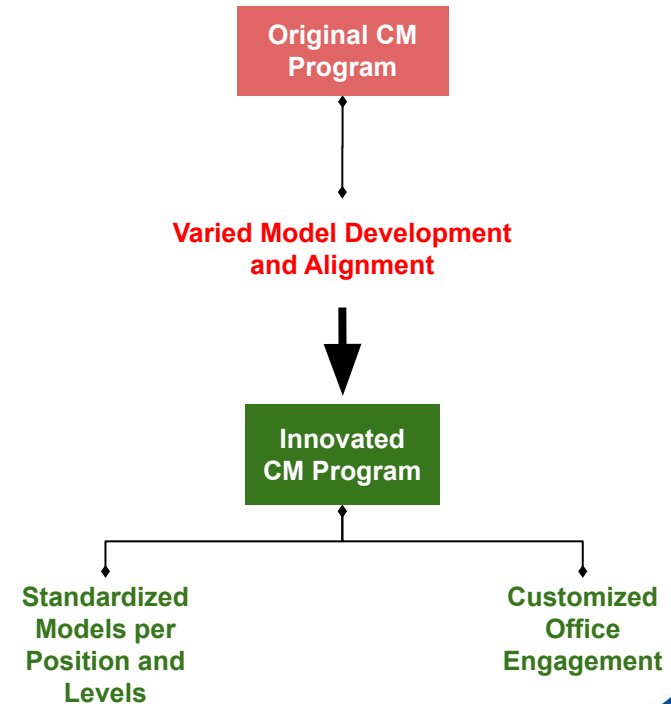 Original CM
Program
Varied Model Development
and Alignment
Innovated
CM Program
Standardized
Models per
Position and
Levels
Customized
Office
Engagement